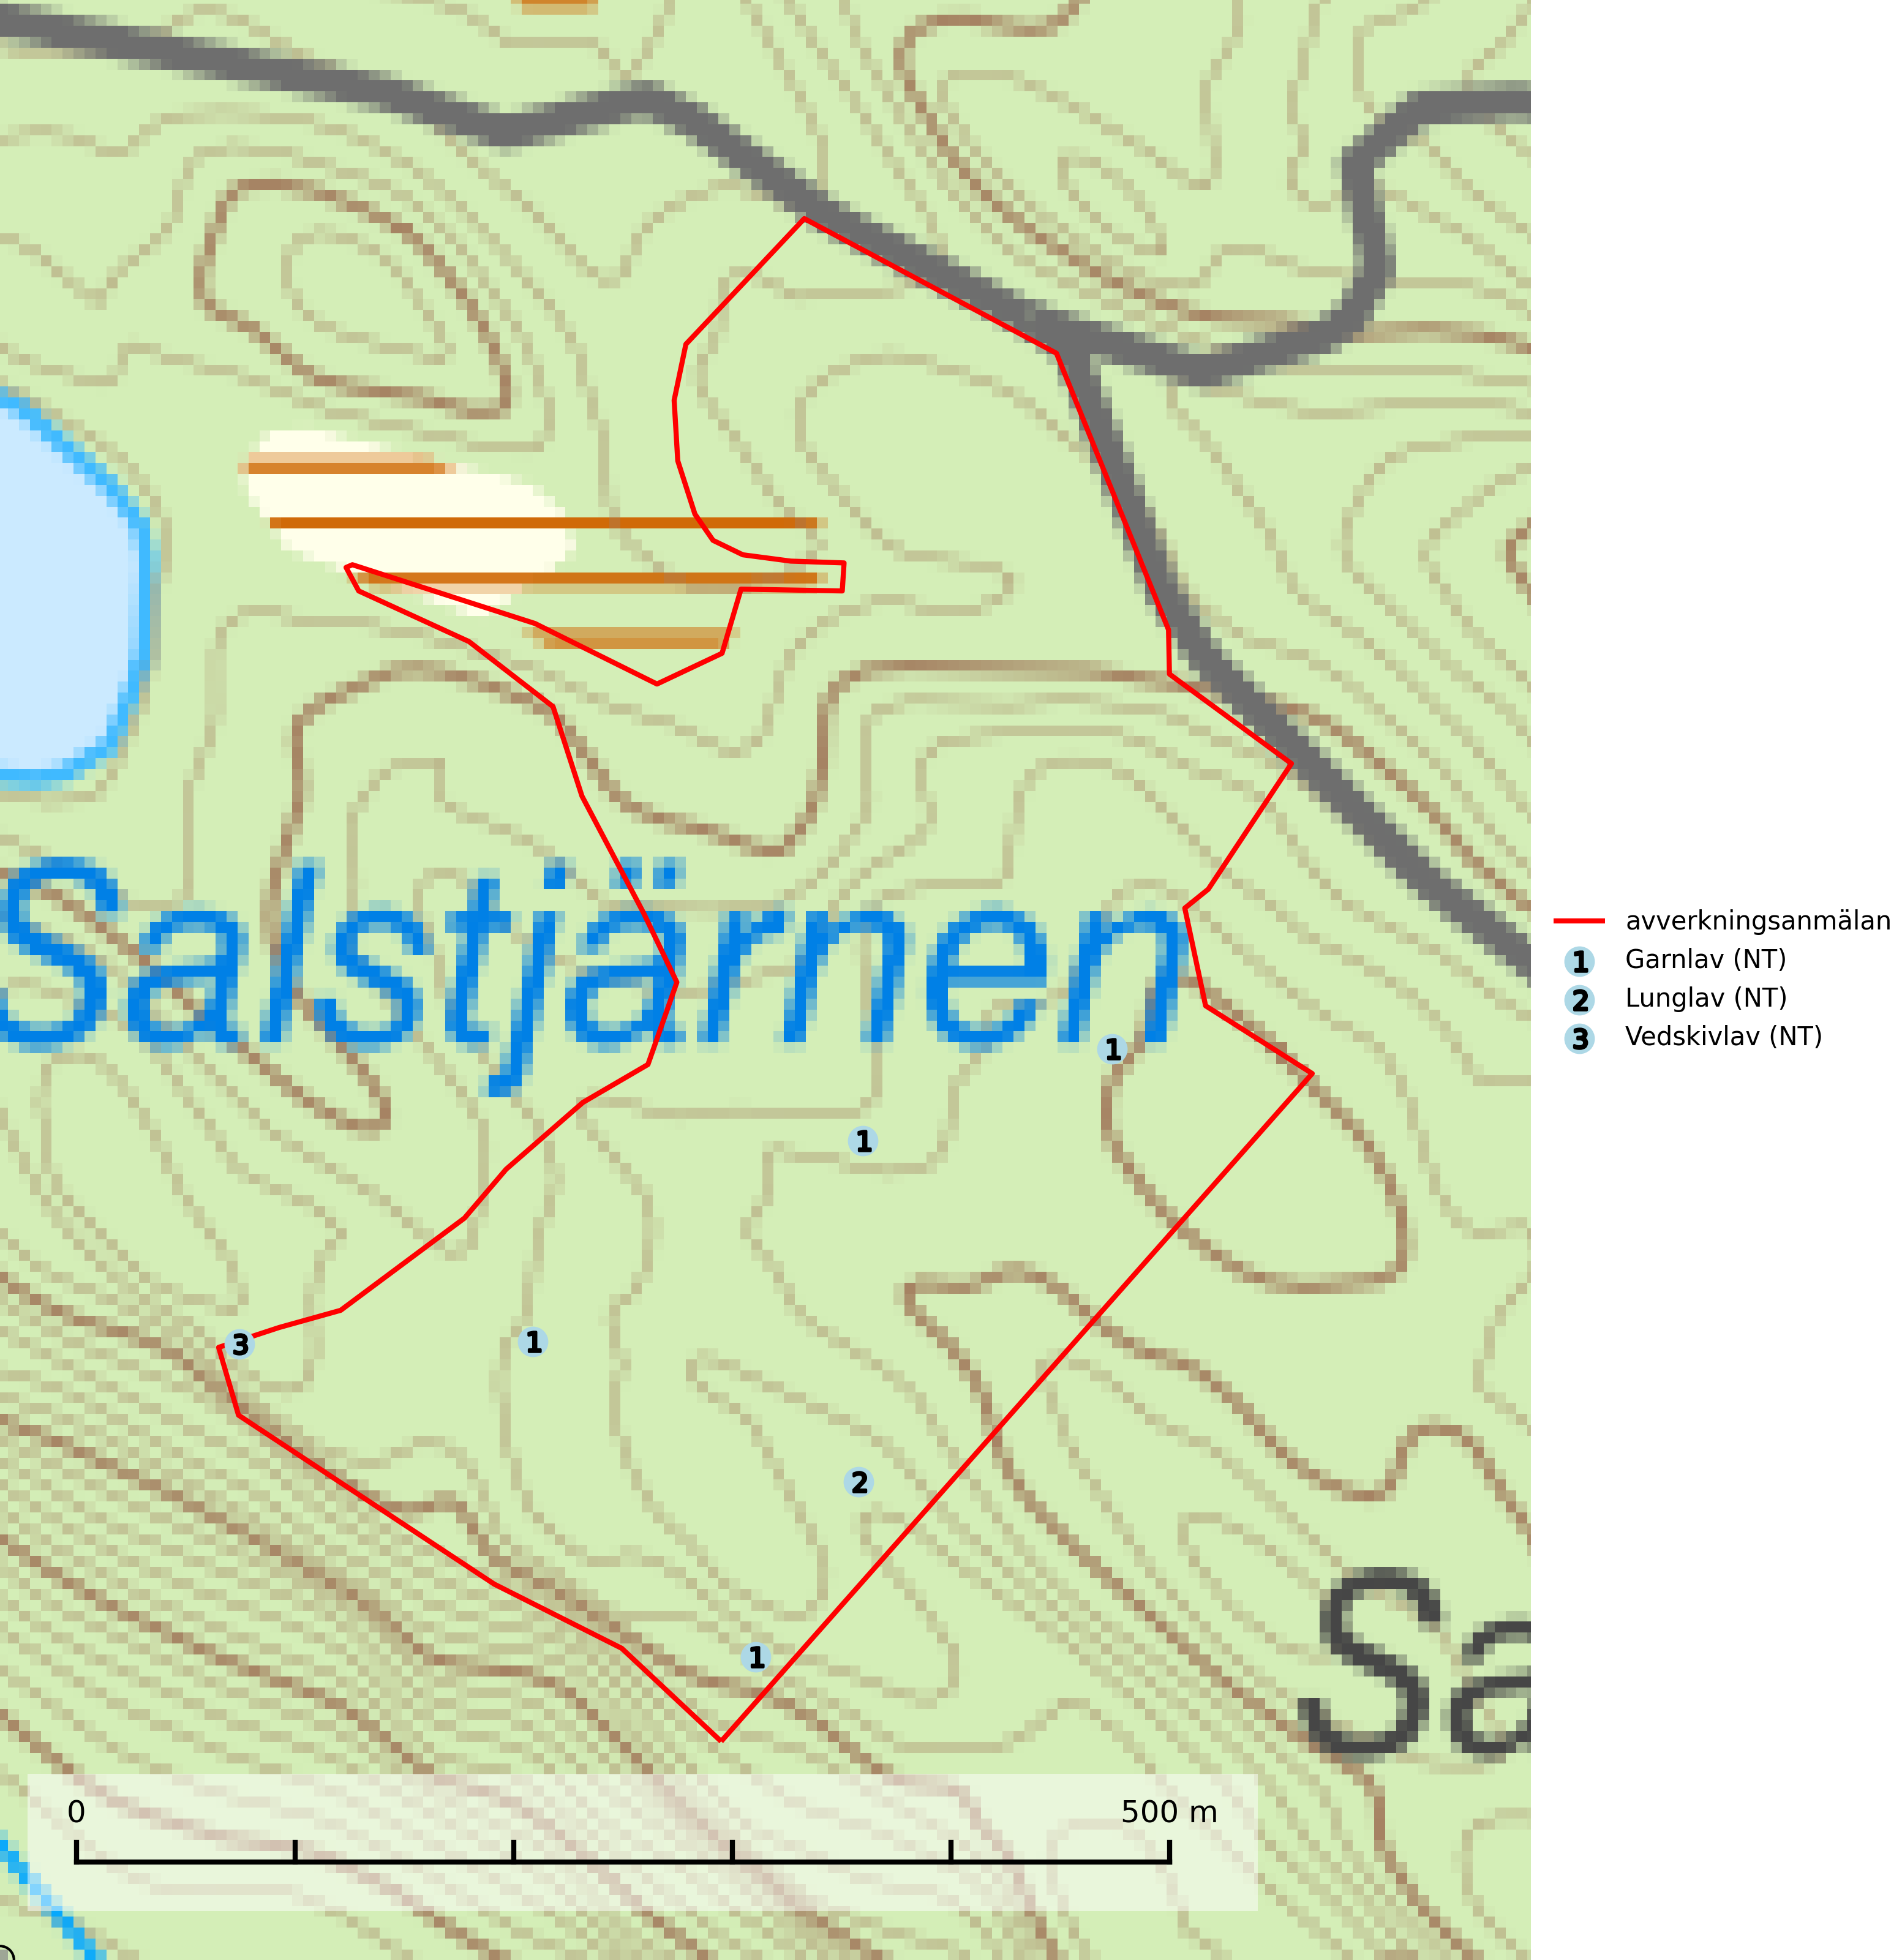 Salstjärnen
avverkningsanmälan
1 Garnlav (NT)
2 Lunglav (NT)
3 Vedskivlav (NT)
1
1
3
1
2
1
Sa
0 500 m